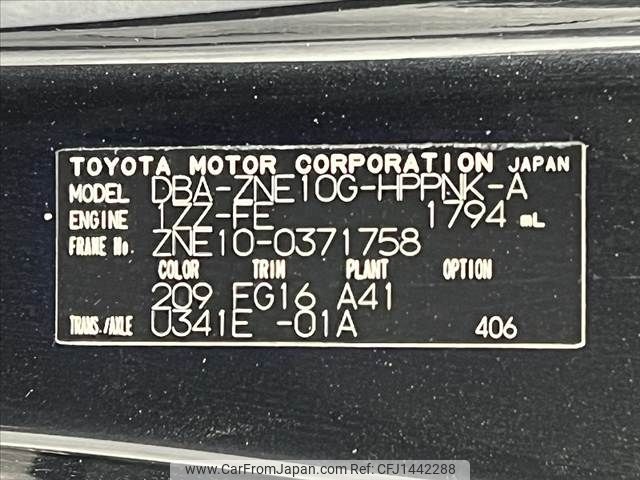 TOYOTA MOTOR CORPORATION JAPAN
MODEL DBA-ZNE10G-HPPNK-A
ENGINE 1ZZ-FE 1794 mL
FRAME No. ZNE10-0371758
COLOR TRIM PLANT OPTION
209 EG16 A41
TRANS./AXLE U341E -01A 406
www.CarFromJapan.com CFJ1442288